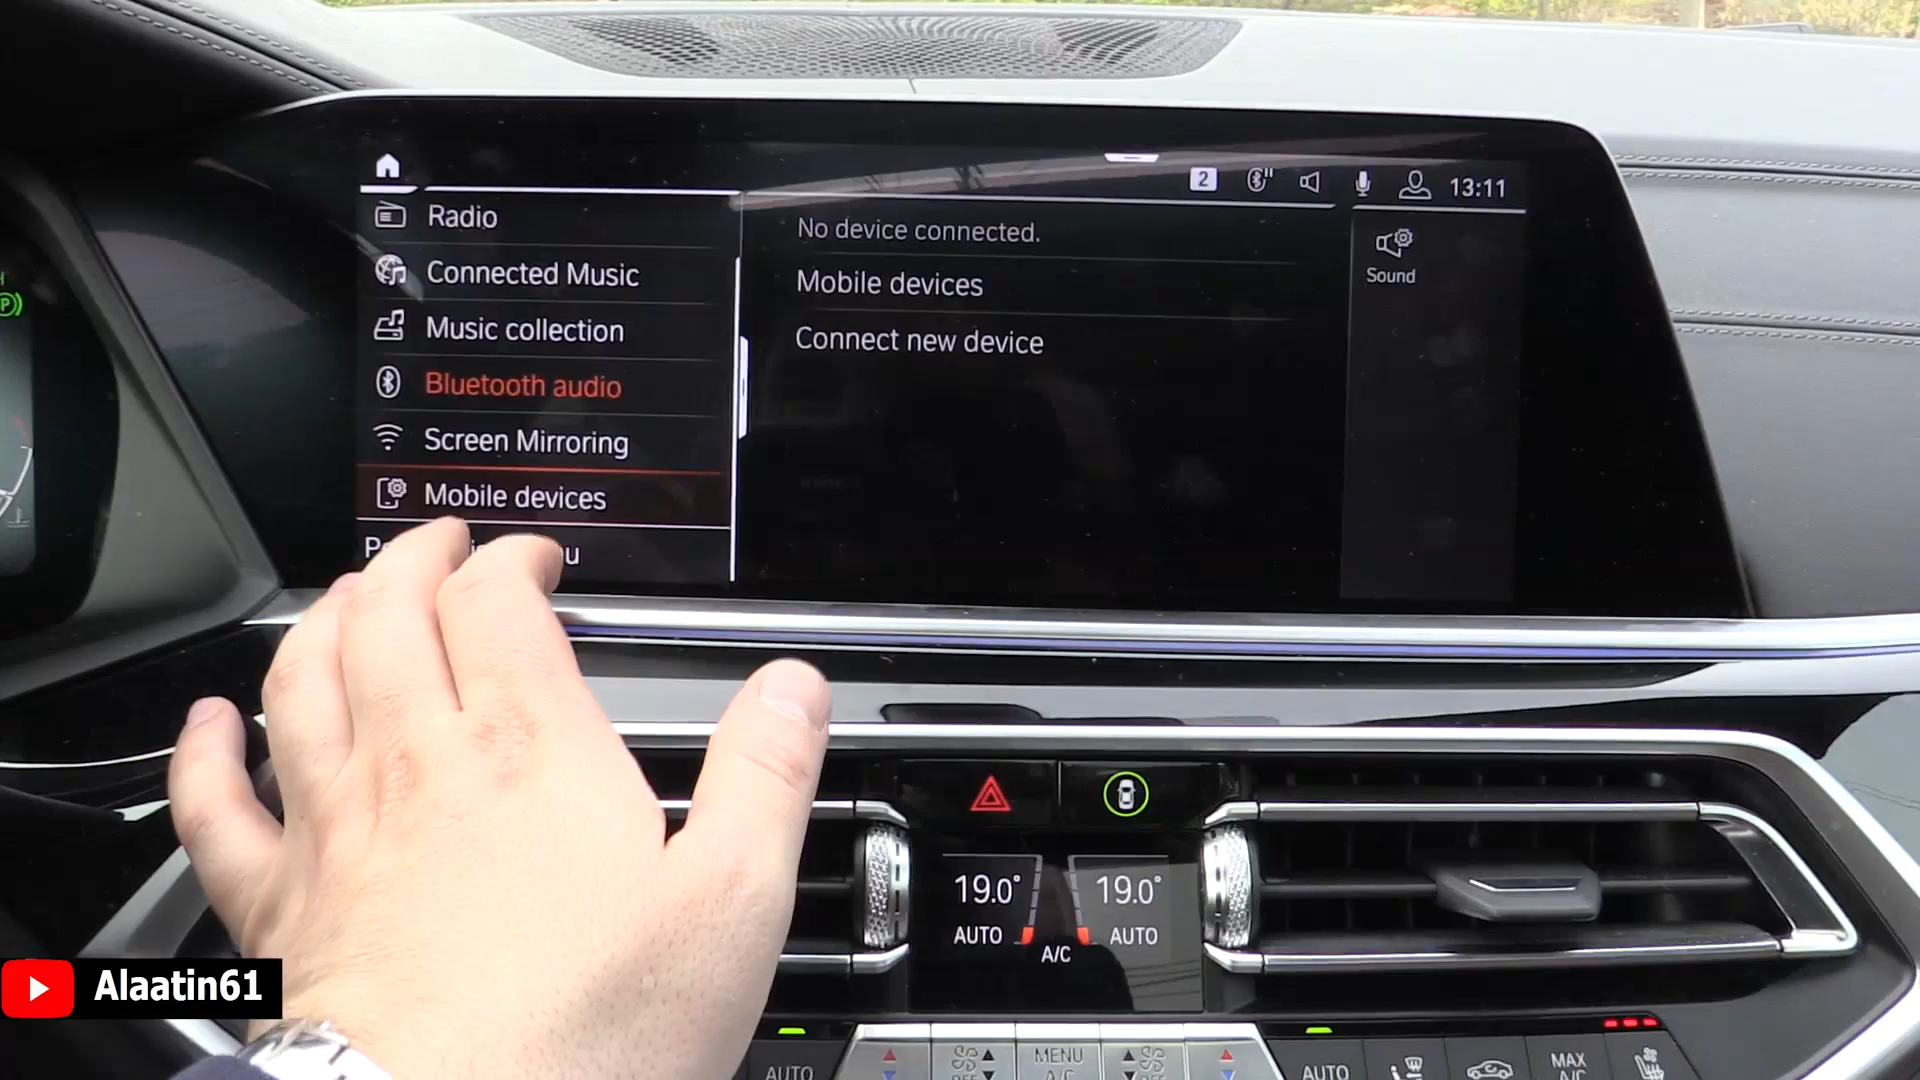 2
13:11
Radio
Connected Music
Music collection
Bluetooth audio
Screen Mirroring
Mobile devices
No device connected.
Mobile devices
Connect new device
Sound
19.0°
AUTO
19.0°
AUTO
A/C
Alaatin61
AUTO
MENU
A/C
AUTO
MAX
A/C